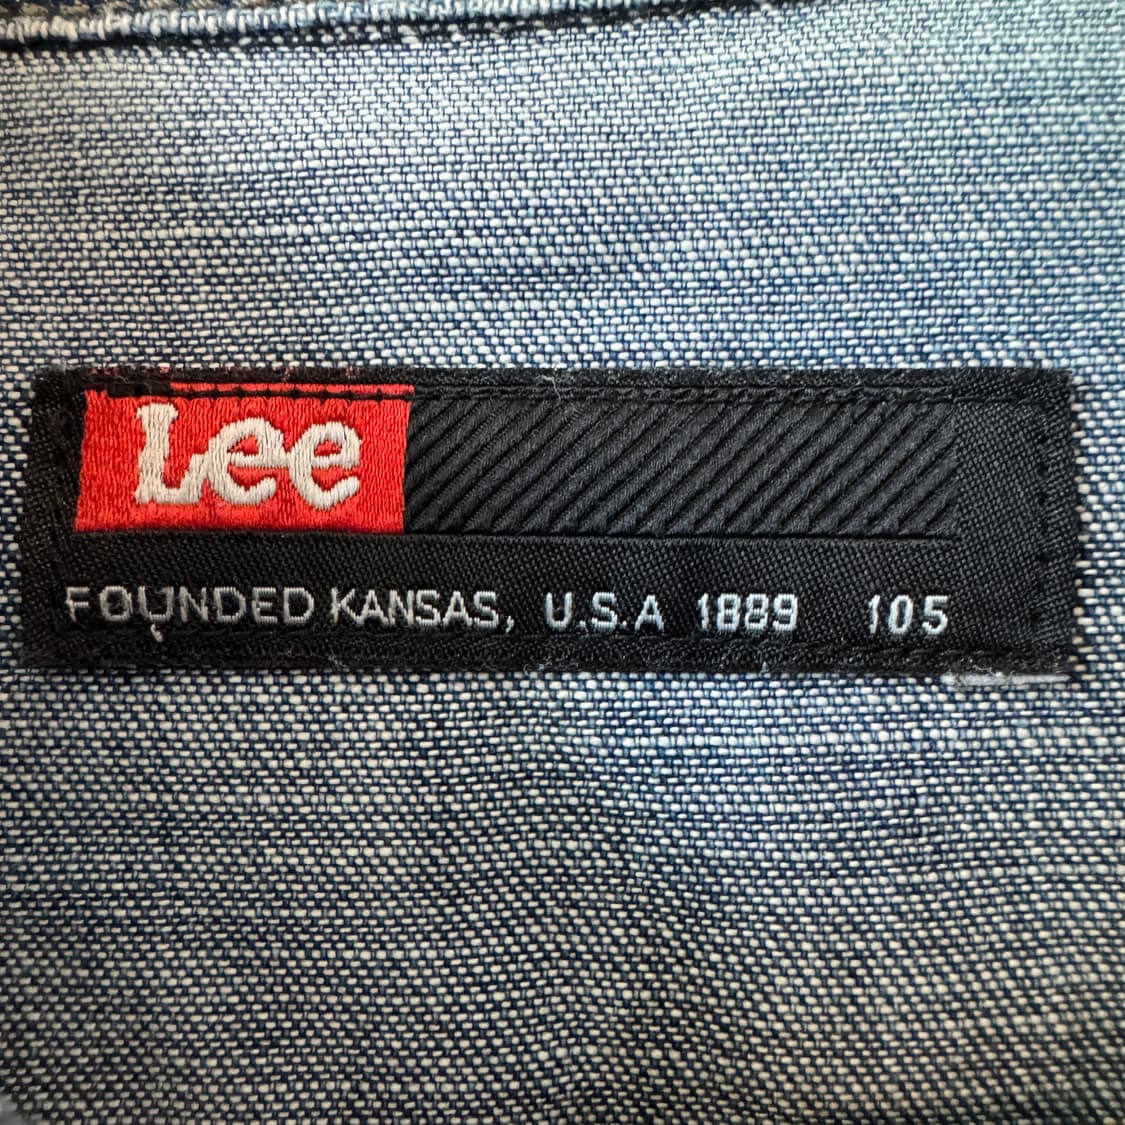 Lee
FOUNDED KANSAS, U.S.A 1889 105